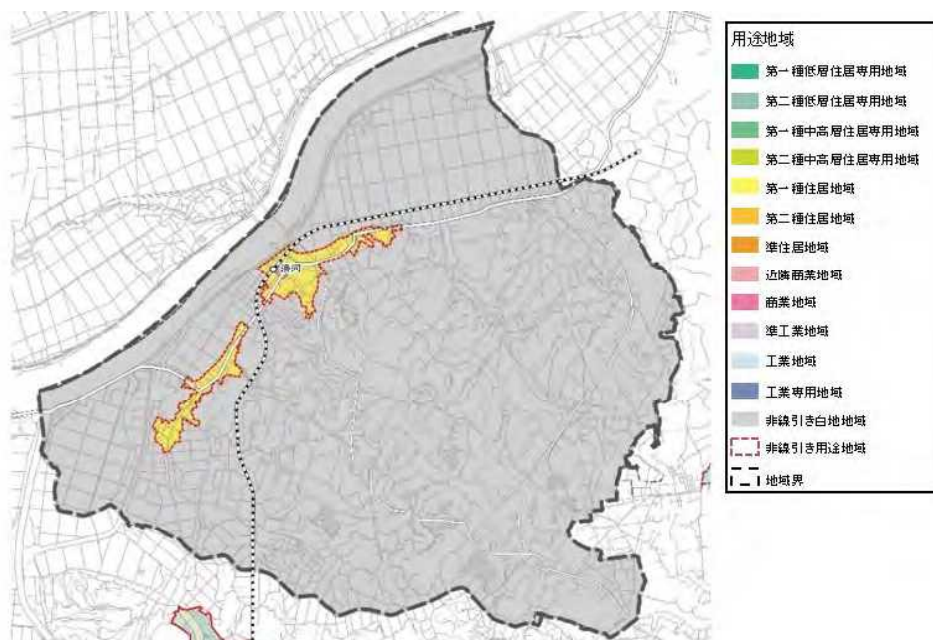 用途地域
第一種低層住居専用地域
第二種低層住居専用地域
第一種中高層住居専用地域
第二種中高層住居専用地域
第一種住居地域
第二種住居地域
準住居地域
近隣商業地域
商業地域
準工業地域
工業地域
工業専用地域
非線引き白地地域
非線引き用途地域
地域界
滑河